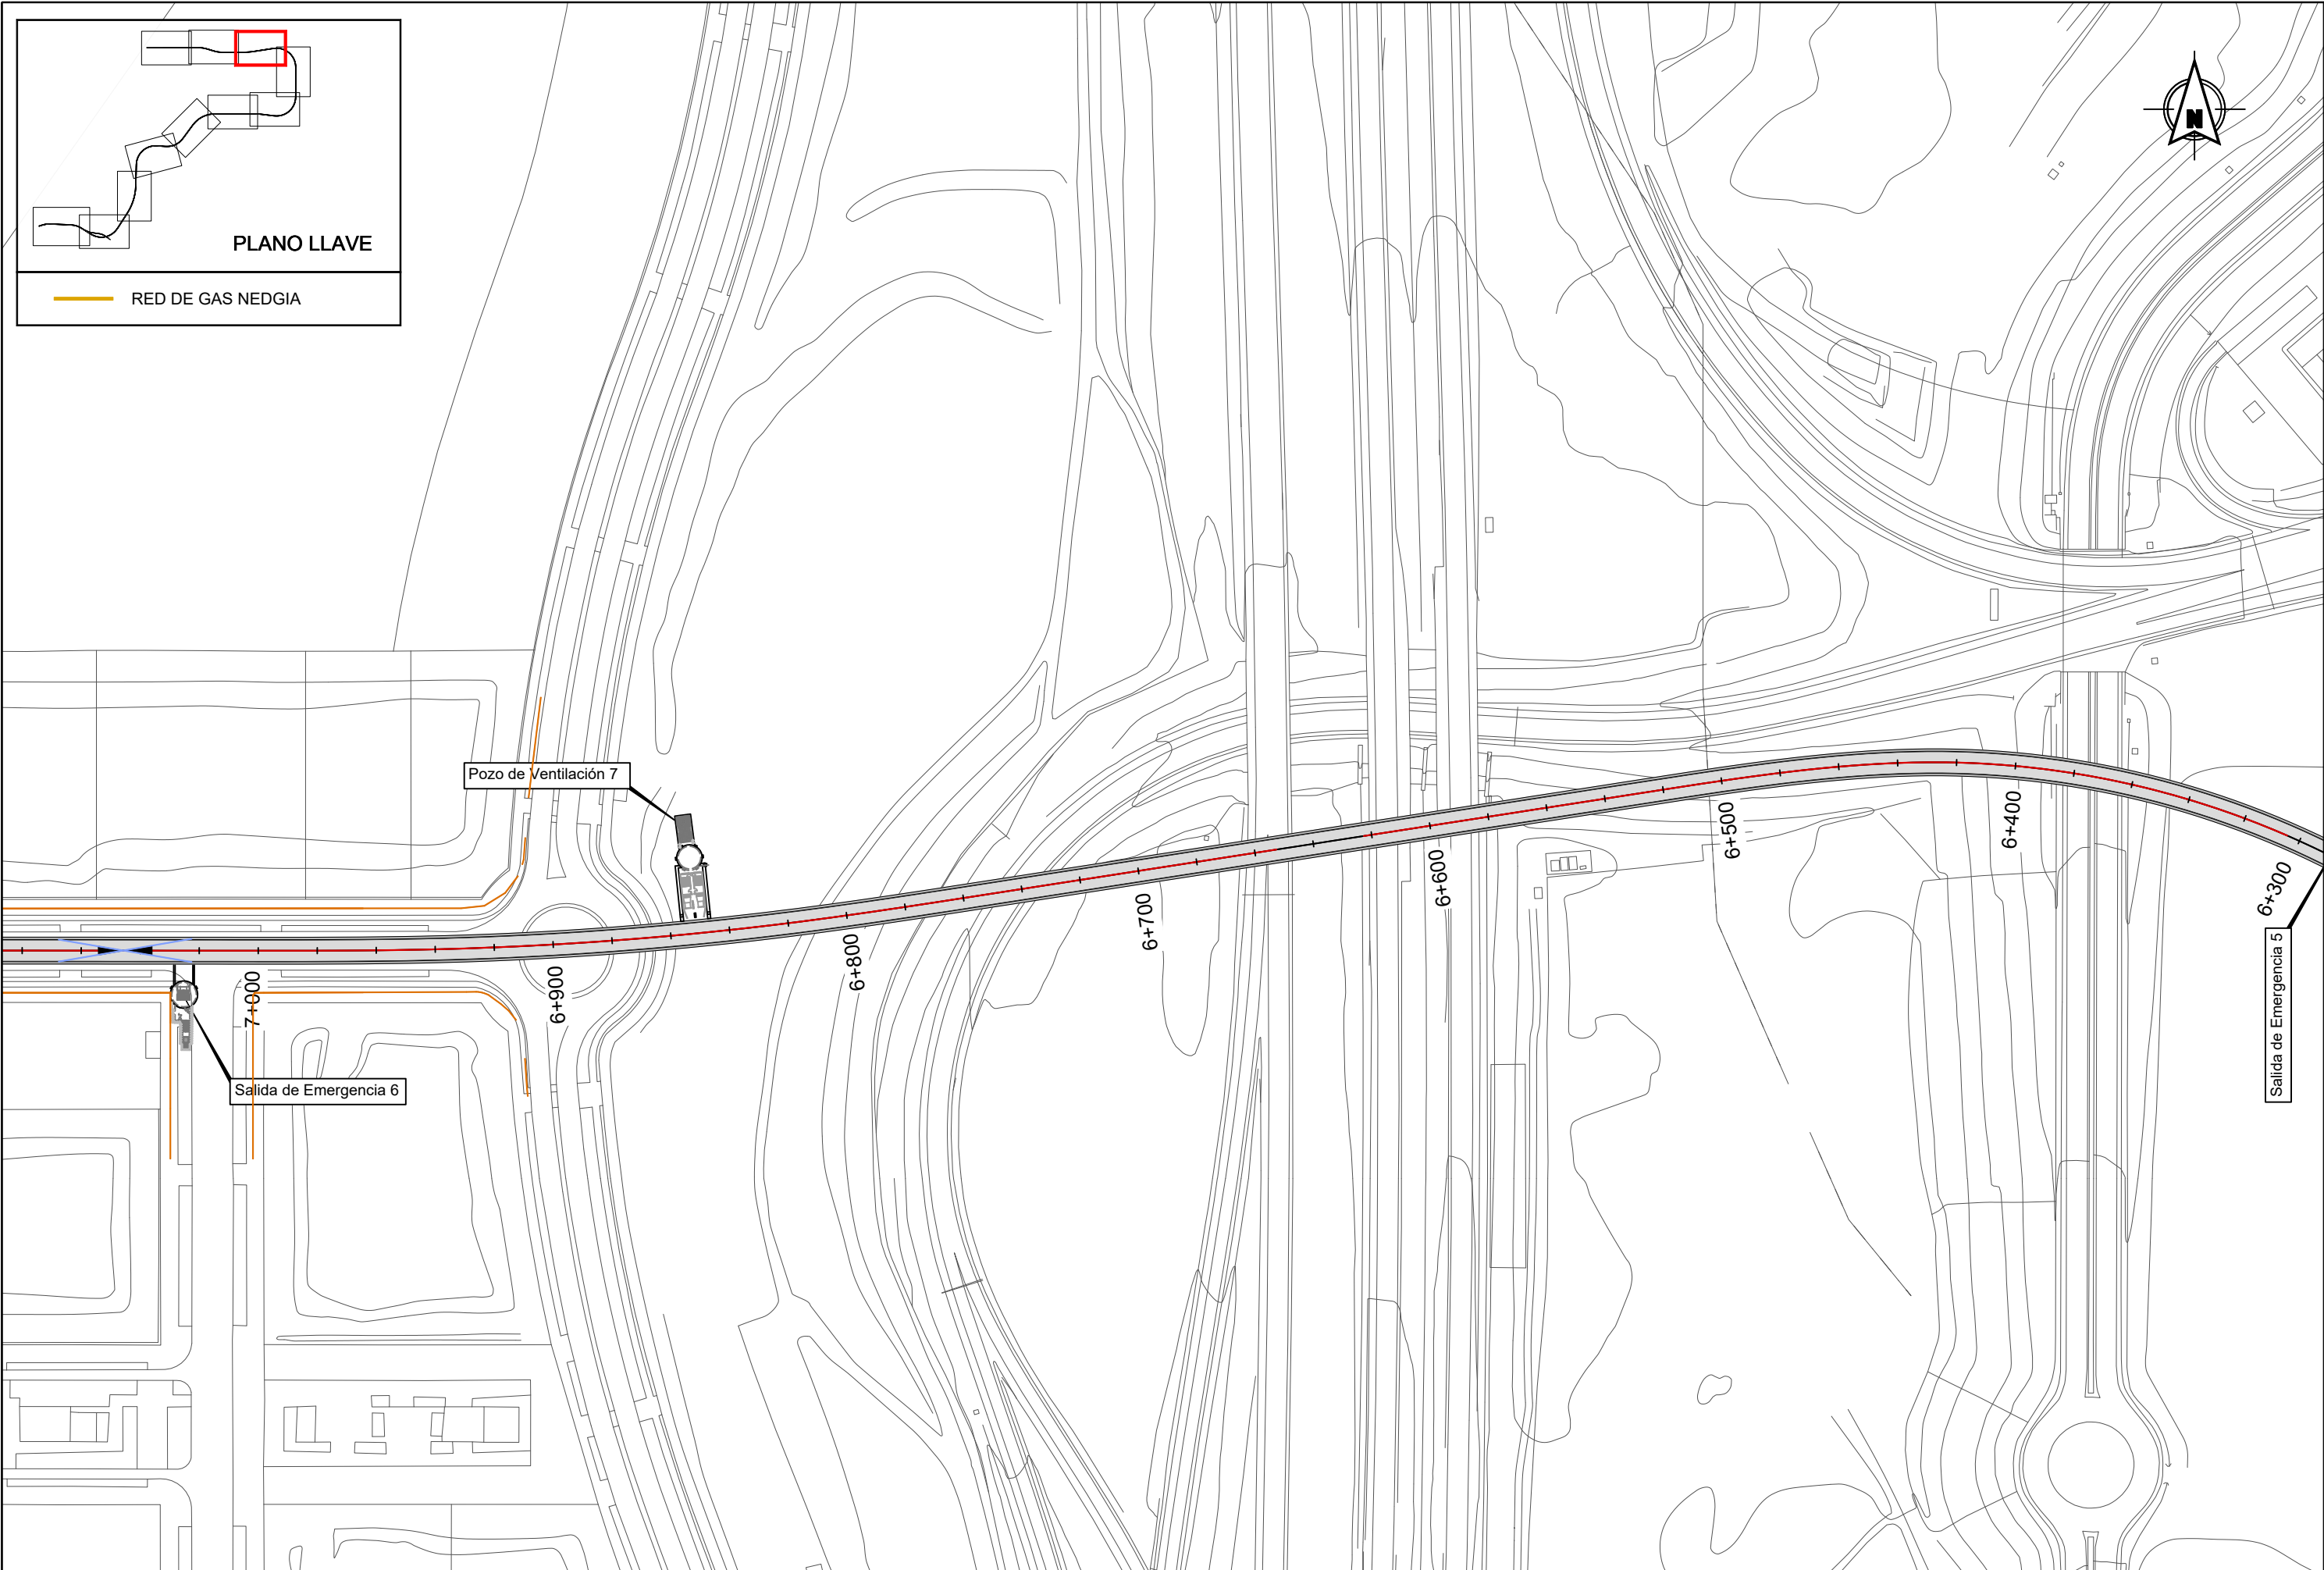 PLANO LLAVE
RED DE GAS NEDGIA
N
Pozo de Ventilación 7
Salida de Emergencia 6
7+000
6+900
6+800
6+700
6+600
6+500
6+400
6+300
Salida de Emergencia 5